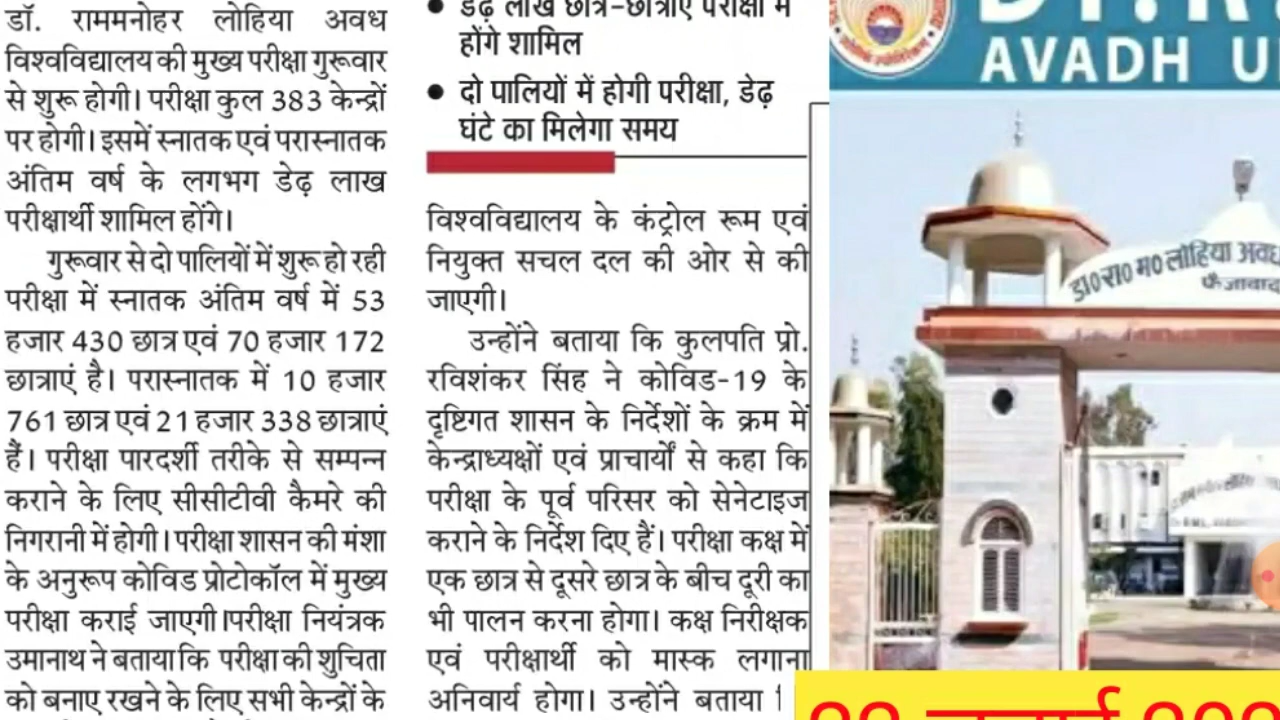 डॉ. राममनोहर लोहिया अवध
विश्वविद्यालय की मुख्य परीक्षा गुरूवार
से शुरू होगी। परीक्षा कुल 383 केन्द्रों
पर होगी। इसमें स्नातक एवं परास्नातक
अंतिम वर्ष के लगभग डेढ़ लाख
परीक्षार्थी शामिल होंगे।
गुरूवार से दो पालियों में शुरू हो रही
परीक्षा में स्नातक अंतिम वर्ष में 53
हजार 430 छात्र एवं 70 हजार 172
छात्राएं है। परास्नातक में 10 हजार
761 छात्र एवं 21 हजार 338 छात्राएं
हैं। परीक्षा पारदर्शी तरीके से सम्पन्न
कराने के लिए सीसीटीवी कैमरे की
निगरानी में होगी। परीक्षा शासन की मंशा
के अनुरूप कोविड प्रोटोकॉल में मुख्य
परीक्षा कराई जाएगी।परीक्षा नियंत्रक
उमानाथ ने बताया कि परीक्षा की शुचिता
को बनाए रखने के लिए सभी केन्द्रों के
● डेढ़ लाख छात्र-छात्राएं परीक्षा में
होंगे शामिल
● दो पालियों में होगी परीक्षा, डेढ़
घंटे का मिलेगा समय
विश्वविद्यालय के कंट्रोल रूम एवं
नियुक्त सचल दल की ओर से की
जाएगी।
उन्होंने बताया कि कुलपति प्रो.
रविशंकर सिंह ने कोविड-19 के
दृष्टिगत शासन के निर्देशों के क्रम में
केन्द्राध्यक्षों एवं प्राचार्यों से कहा कि
परीक्षा के पूर्व परिसर को सेनेटाइज
कराने के निर्देश दिए हैं। परीक्षा कक्ष में
एक छात्र से दूसरे छात्र के बीच दूरी का
भी पालन करना होगा। कक्ष निरीक्षक
एवं परीक्षार्थी को मास्क लगाना
अनिवार्य होगा। उन्होंने बताया
AVADH
डा०रा० म० लोहिया अवध
फैजाबाद